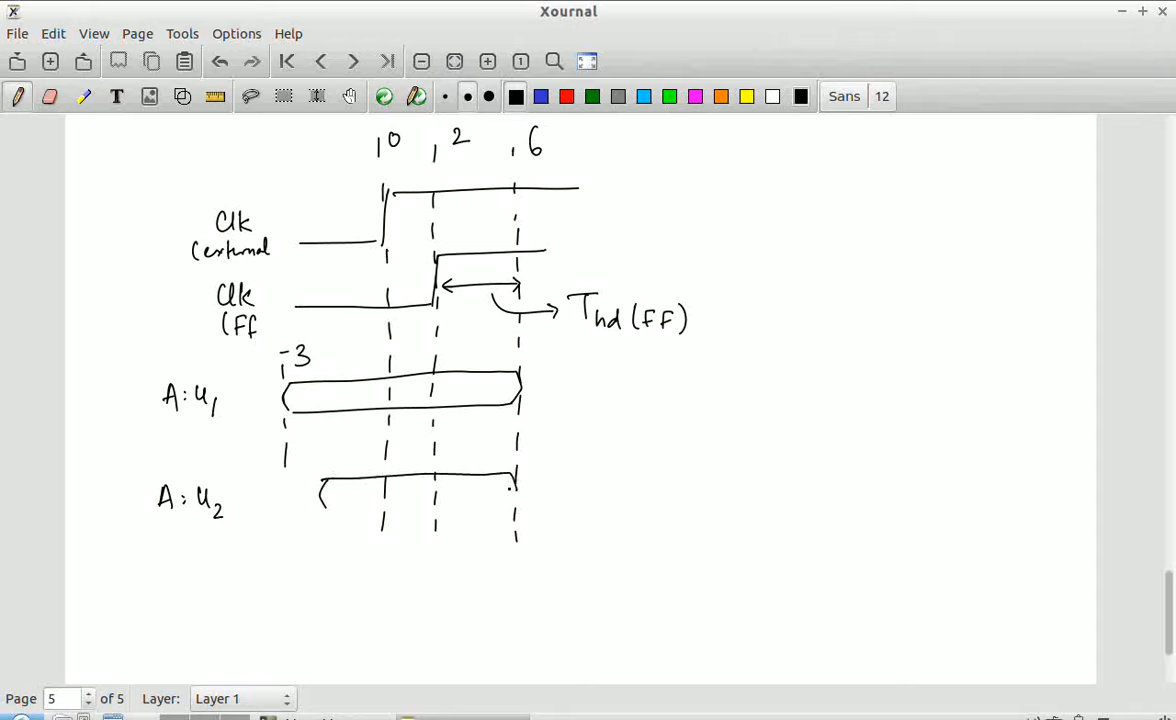 Xournal
File Edit View Page Tools Options Help
Sans 12
0 2 6
Clk
(external
Clk
(FF
Thd (FF)
-3
A: U1
A: U2
Page 5 of 5 Layer: Layer 1